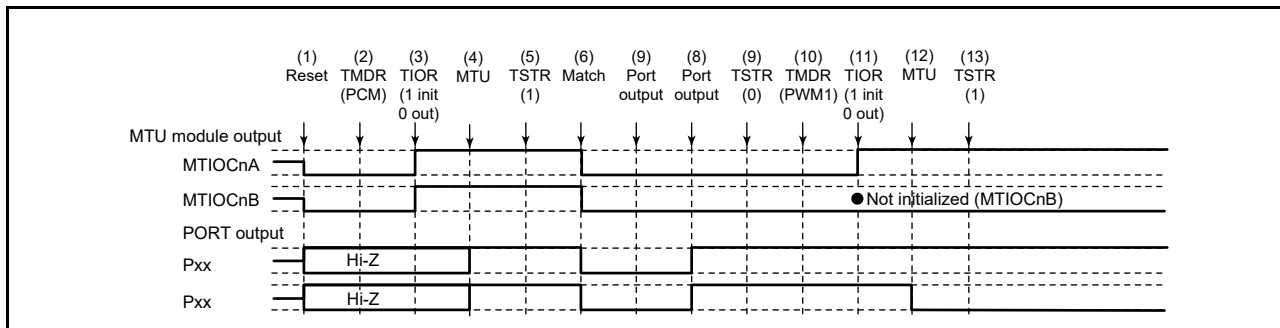 (1) (2) (3) (4) (5) (6) (9) (8) (9) (10) (11) (12) (13)
Reset TMDR TIOR MTU TSTR Match Port Port TSTR TMDR TIOR MTU TSTR
(PCM) (1 init (1) output output (0) (PWM1) (1 init (1)
0 out) 0 out)
MTU module output
MTIOCnA
MTIOCnB
Not initialized (MTIOCnB)
PORT output
Pxx Hi-Z
Pxx Hi-Z